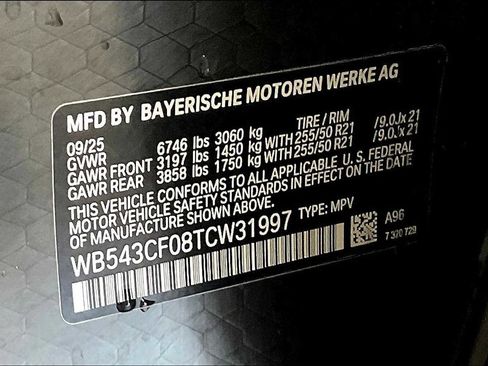 MFD BY BAYERISCHE MOTOREN WERKE AG
09/25 6746 lbs 3060 kg TIRE / RIM
GVWR
GAWR FRONT 3197 lbs 1450 kg WITH 255/50 R21 / 9.0Jx21
GAWR REAR 3858 lbs 1750 kg WITH 255/50 R21 / 9.0Jx21
THIS VEHICLE CONFORMS TO ALL APPLICABLE U.S. FEDERAL
MOTOR VEHICLE SAFETY STANDARDS IN EFFECT ON THE DATE
OF MANUFACTURE SHOWN ABOVE.
WB543CF08TCW31997 TYPE: MPV
A96
7 370 729